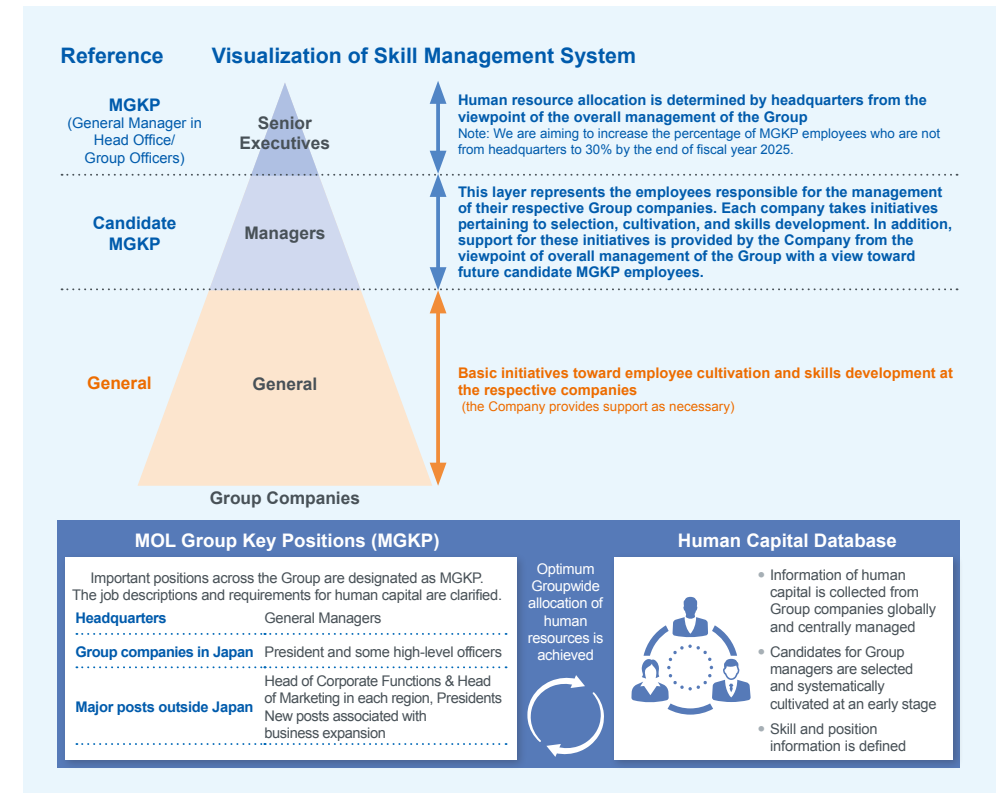 Reference
Visualization of Skill Management System
MGKP
(General Manager in
Head Office/
Group Officers)
Senior
Executives
Human resource allocation is determined by headquarters from the
viewpoint of the overall management of the Group
Note: We are aiming to increase the percentage of MGKP employees who are not
from headquarters to 30% by the end of fiscal year 2025.
Candidate
MGKP
Managers
This layer represents the employees responsible for the management
of their respective Group companies. Each company takes initiatives
pertaining to selection, cultivation, and skills development. In addition,
support for these initiatives is provided by the Company from the
viewpoint of overall management of the Group with a view toward
future candidate MGKP employees.
General
General
Basic initiatives toward employee cultivation and skills development at
the respective companies
(the Company provides support as necessary)
Group Companies
MOL Group Key Positions (MGKP)
Important positions across the Group are designated as MGKP.
The job descriptions and requirements for human capital are clarified.
Headquarters
General Managers
Group companies in Japan
President and some high-level officers
Major posts outside Japan
Head of Corporate Functions & Head
of Marketing in each region, Presidents
New posts associated with
business expansion
Optimum
Groupwide
allocation of
human
resources is
achieved
Human Capital Database
• Information of human
capital is collected from
Group companies globally
and centrally managed
• Candidates for Group
managers are selected
and systematically
cultivated at an early stage
• Skill and position
information is defined